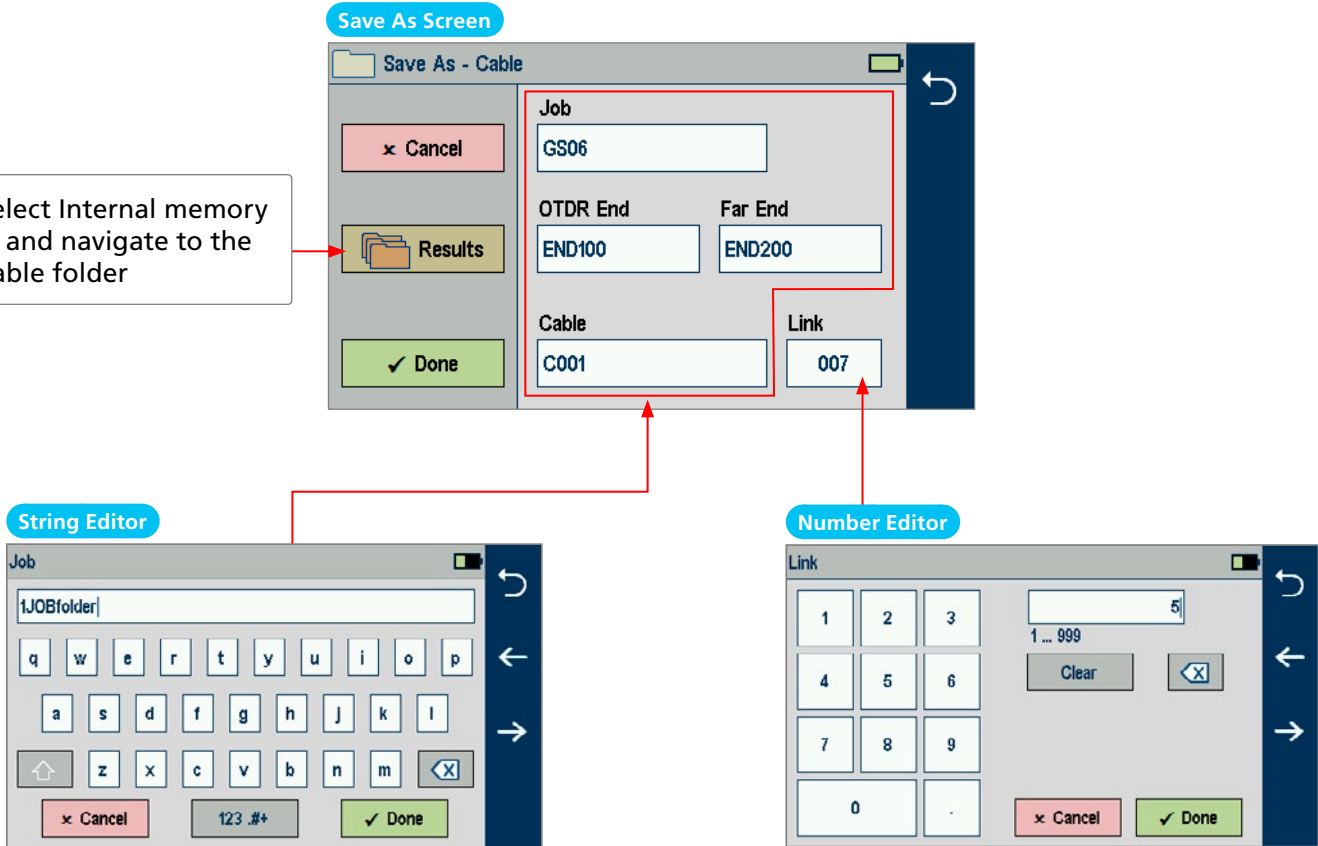 Save As Screen
Save As - Cable
Job
× Cancel
GS06
elect Internal memory
and navigate to the
able folder
OTDR End Far End
Results
END100 END200
Cable Link
✓ Done
C001 007
String Editor
Job
1JOBfolder
q w e r t y u i o p
a s d f g h j k l
z x c v b n m
× Cancel 123 .#+ ✓ Done
Number Editor
Link
5
1 ... 999
1 2 3
Clear
4 5 6
7 8 9
0 .
× Cancel ✓ Done